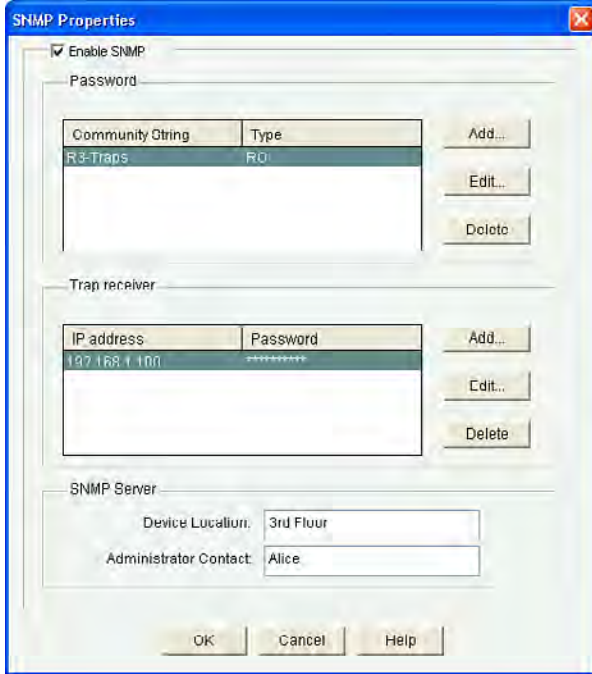 SNMP Properties
Enable SNMP
Password
Community String Type
R3-Traps RO
Add...
Edit...
Delete
Trap receiver
IP address Password
192.168.1.100 **********
Add...
Edit...
Delete
SNMP Server
Device Location: 3rd Floor
Administrator Contact: Alice
OK Cancel Help